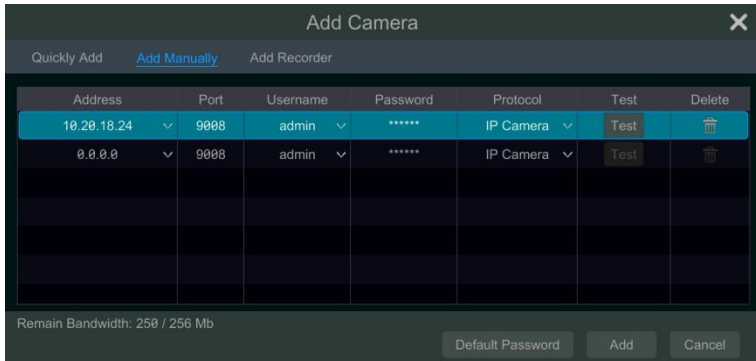 Add Camera
Quickly Add Add Manually Add Recorder
Address Port Username Password Protocol Test Delete
10.20.18.24 9008 admin ****** IP Camera Test
0.0.0.0 9008 admin ****** IP Camera Test
Remain Bandwidth: 250 / 256 Mb
Default Password Add Cancel